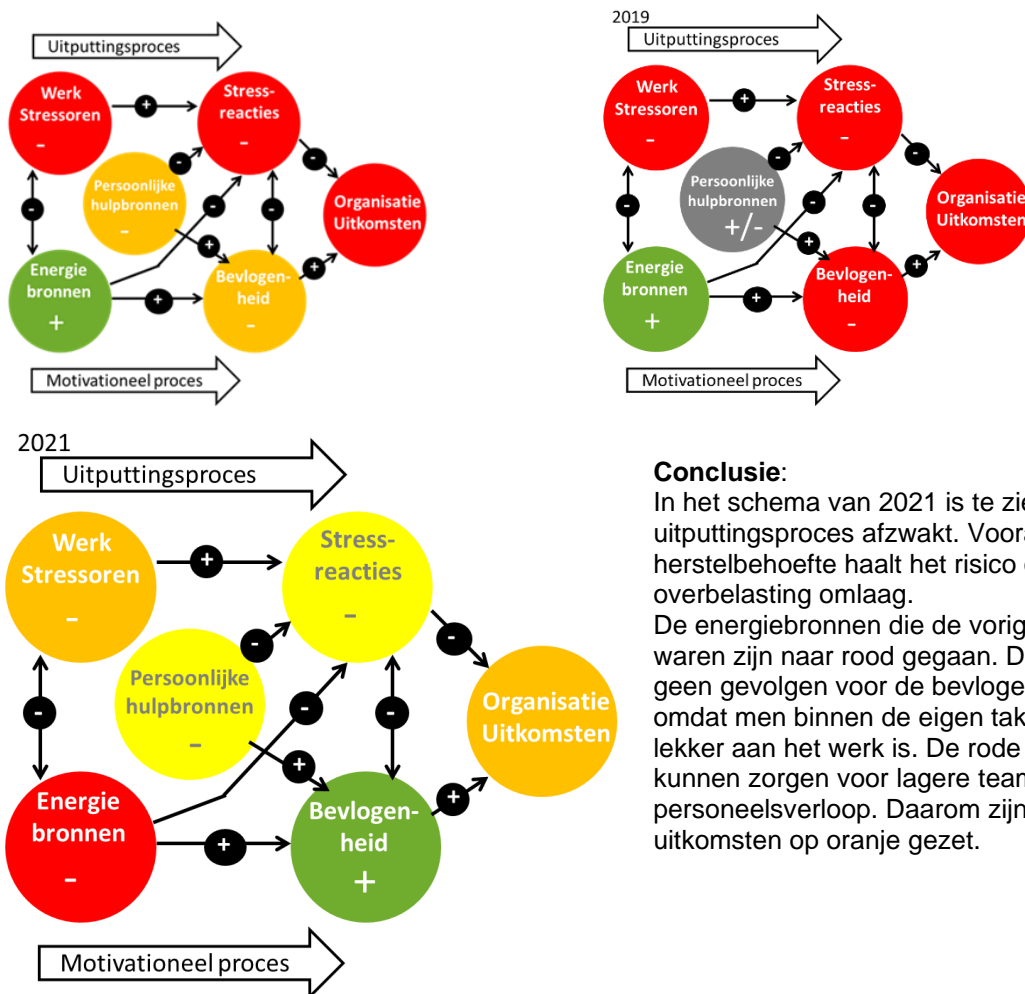 Uitputtingsproces
Werk
Stressoren
-
+
Stress-
reacties
-
-
-
Persoonlijke
hulpbronnen
-
-
-
-
+
Organisatie
Uitkomsten
Energie
bronnen
+
+
Bevlogen-
heid
-
+
Motivationeel proces
2019
Uitputtingsproces
Werk
Stressoren
-
+
Stress-
reacties
-
-
-
Persoonlijke
hulpbronnen
+/-
-
-
-
+
Organisatie
Uitkomsten
Energie
bronnen
+
+
Bevlogen-
heid
-
+
Motivationeel proces
2021
Uitputtingsproces
Werk
Stressoren
-
+
Stress-
reacties
-
-
-
Persoonlijke
hulpbronnen
-
-
-
-
+
Organisatie
Uitkomsten
Energie
bronnen
-
+
Bevlogen-
heid
+
+
Motivationeel proces
Conclusie:
In het schema van 2021 is te zie
uitputtingsproces afzwakt. Voora
herstelbehoefte haalt het risico
overbelasting omlaag.
De energiebronnen die de vorig
waren zijn naar rood gegaan. D
geen gevolgen voor de bevloge
omdat men binnen de eigen tak
lekker aan het werk is. De rode
kunnen zorgen voor lagere tean
personeelsverloop. Daarom zijn
uitkomsten op oranje gezet.